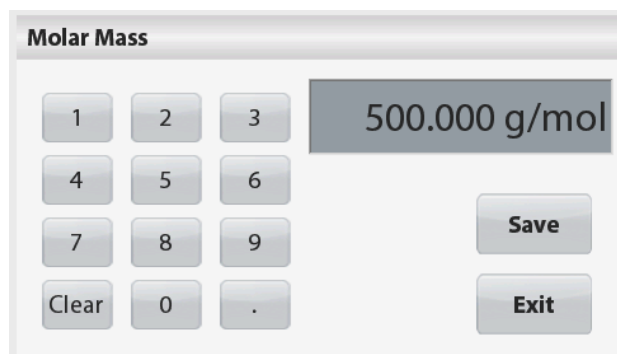 Molar Mass
1 2 3
500.000 g/mol
4 5 6
Save
7 8 9
Clear 0 .
Exit